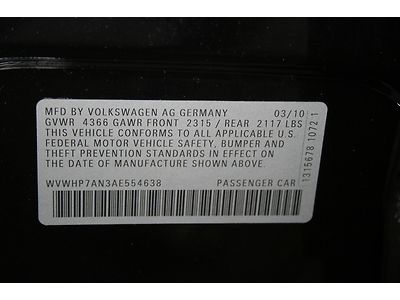 MFD BY VOLKSWAGEN AG GERMANY 03/10
GVWR 4366 GAWR FRONT 2315 / REAR 2117 LBS
THIS VEHICLE CONFORMS TO ALL APPLICABLE U.S.
FEDERAL MOTOR VEHICLE SAFETY, BUMPER AND
THEFT PREVENTION STANDARDS IN EFFECT ON THE
DATE OF MANUFACTURE SHOWN ABOVE.
WVWHP7AN3AE554638 PASSENGER CAR
1315678 1072 1